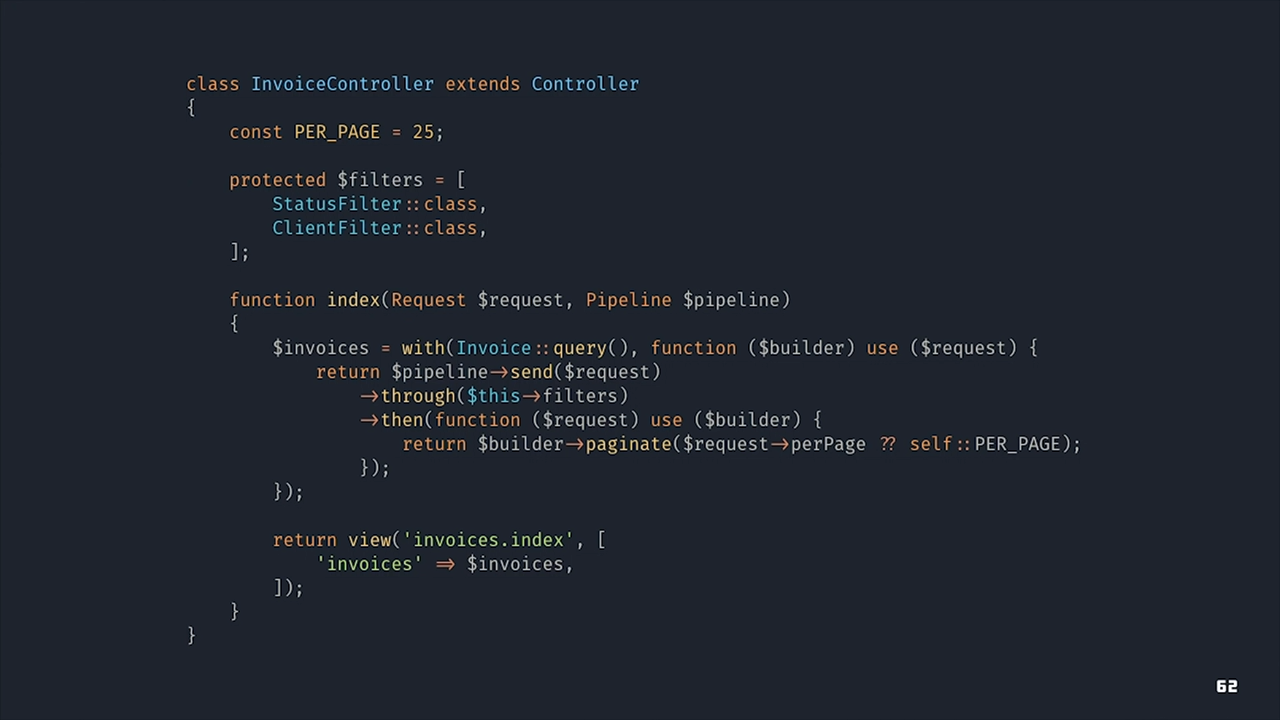 class InvoiceController extends Controller
{
    const PER_PAGE = 25;

    protected $filters = [
        StatusFilter::class,
        ClientFilter::class,
    ];

    function index(Request $request, Pipeline $pipeline)
    {
        $invoices = with(Invoice::query(), function ($builder) use ($request) {
            return $pipeline->send($request)
                ->through($this->filters)
                ->then(function ($request) use ($builder) {
                    return $builder->paginate($request->perPage ?? self::PER_PAGE);
                });
        });

        return view('invoices.index', [
            'invoices' => $invoices,
        ]);
    }
}
62